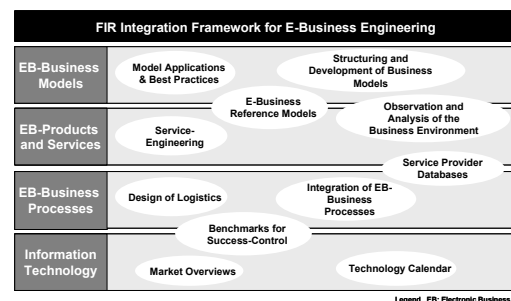 FIR Integration Framework for E-Business Engineering
EB-Business
Models
Model Applications
& Best Practices
Structuring and
Development of Business
Models
E-Business
Reference Models
Observation and
Analysis of the
Business Environment
EB-Products
and Services
Service-
Engineering
Service Provider
Databases
EB-Business
Processes
Design of Logistics
Integration of EB-
Business
Processes
Benchmarks for
Success-Control
Information
Technology
Market Overviews
Technology Calendar
Legend EB: Electronic Business